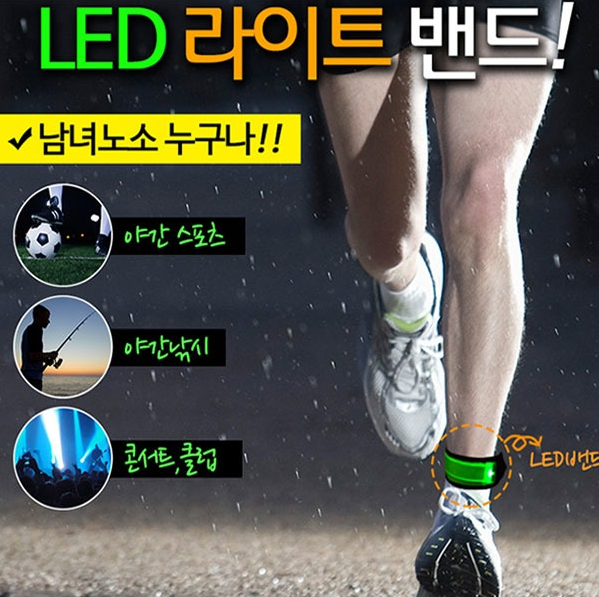 LED 라이트 밴드!
남녀노소 누구나!!
야간 스포츠
야간낚시
콘서트,클럽
LED밴드